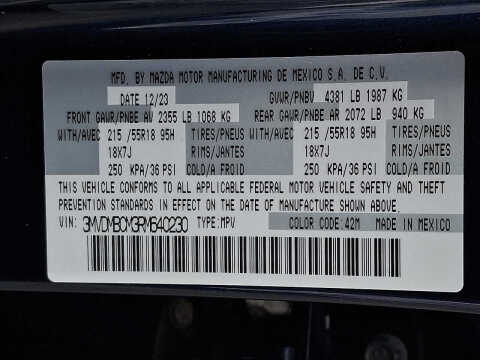 MFD. BY MAZDA MOTOR MANUFACTURING DE MEXICO S.A. DE C.V.
DATE 12/23 GVWR/PNBV 4381 LB 1987 KG
FRONT GAWR/PNBE AV 2355 LB 1068 KG REAR GAWR/PNBE AR 2072 LB 940 KG
WITH/AVEC 215 /55R18 95H TIRES/PNEUS WITH/AVEC 215 /55R18 95H TIRES/PNEUS
18X7J RIMS/JANTES 18X7J RIMS/JANTES
250 KPA/36 PSI COLD/A FROID 250 KPA/36 PSI COLD/A FROID
THIS VEHICLE CONFORMS TO ALL APPLICABLE FEDERAL MOTOR VEHICLE SAFETY AND THEFT
PREVENTION STANDARDS IN EFFECT ON THE DATE OF MANUFACTURE SHOWN ABOVE.
VIN: 3MVDMBCM3RM640230 TYPE:MPV COLOR CODE: 42M MADE IN MEXICO